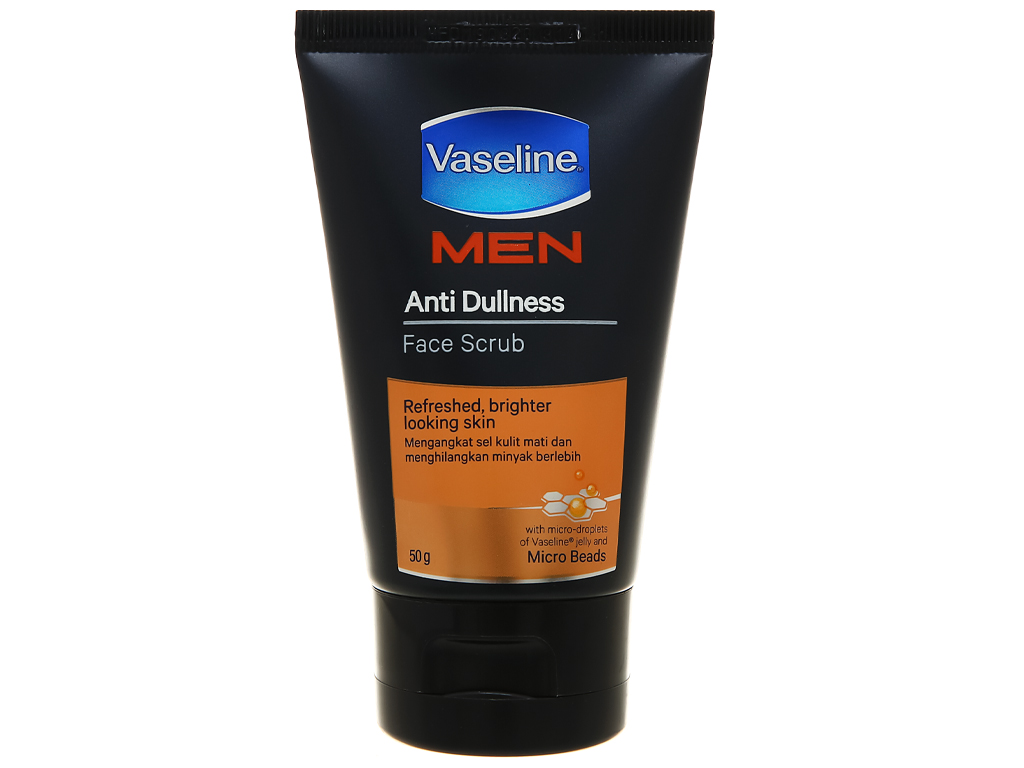 Vaseline
MEN
Anti Dullness
Face Scrub
Refreshed, brighter
looking skin
Mengangkat sel kulit mati dan
menghilangkan minyak berlebih
with micro-droplets
of Vaseline® jelly and
Micro Beads
50 g